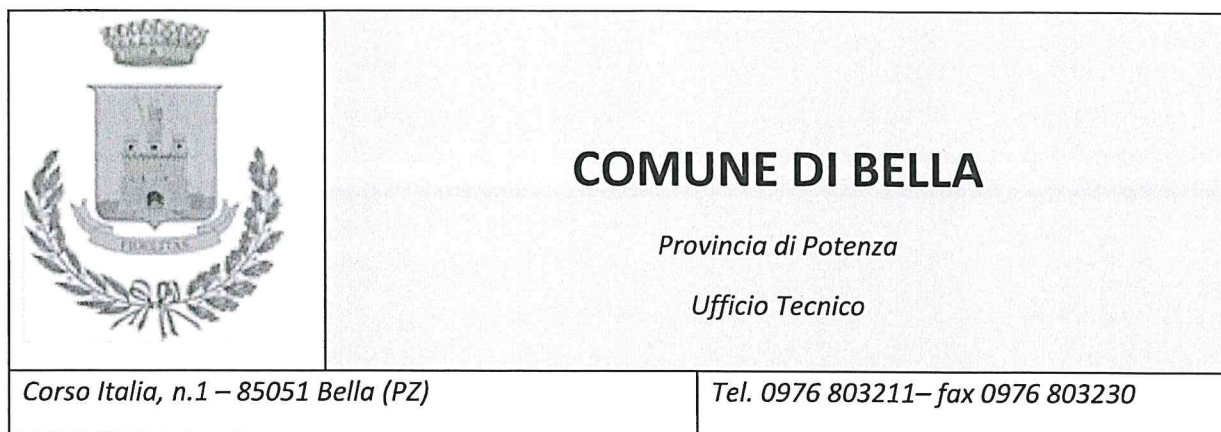 FIDELITAS
COMUNE DI BELLA
Provincia di Potenza
Ufficio Tecnico
Corso Italia, n.1 – 85051 Bella (PZ)
Tel. 0976 803211– fax 0976 803230